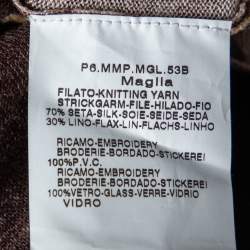 P6.MMP.MGL.53B
Maglia
FILATO-KNITTING YARN
STRICKGARM-FILE-HILADO-FIO
70% SETA-SILK-SOIE-SEIDE-SEDA
30% LINO-FLAX-LIN-FLACHS-LINHO
RICAMO-EMBROIDERY
BRODERIE-BORDADO-STICKEREI
100%P.V.C.
RICAMO-EMBROIDERY
BRODERIE-BORDADO-STICKEREI
100%VETRO-GLASS-VERRE-VIDRIO
VIDRO